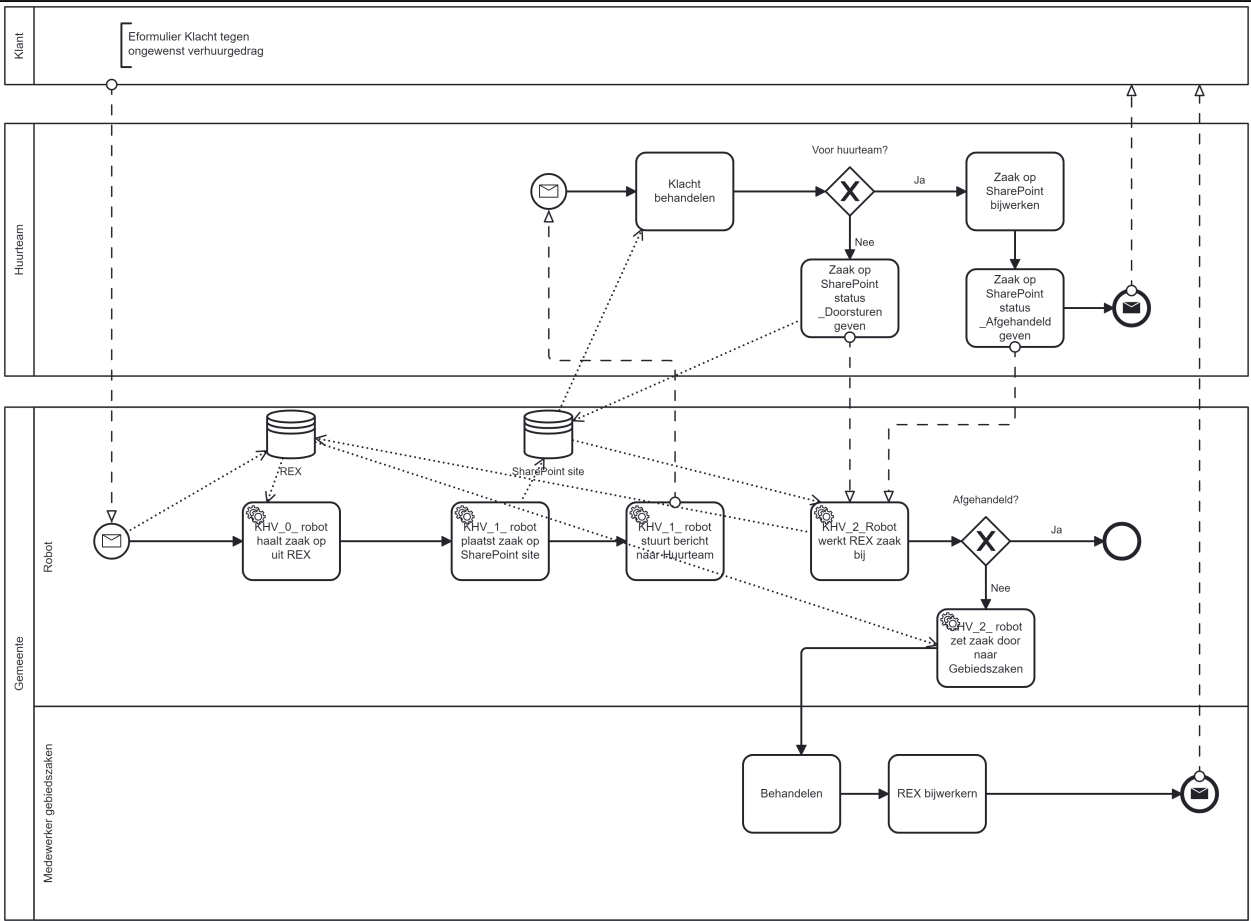 Klant
Eformulier Klacht tegen
ongewenst verhuurgedrag
Huurteam
Klacht
behandelen
Voor huurteam?
Ja
Nee
Zaak op
SharePoint
bijwerken
Zaak op
SharePoint
status
_Doorsturen
geven
Zaak op
SharePoint
status
_Afgehandeld
geven
Gemeente
Robot
REX
SharePoint site
KHV_0_ robot
haalt zaak op
uit REX
KHV_1_ robot
plaatst zaak op
SharePoint site
KHV_1_robot
stuurt bericht
naar Huurteam
KHV_2_Robot
werkt REX zaak
bij
Afgehandeld?
Ja
Nee
KHV_2_ robot
zet zaak door
naar
Gebiedszaken
Medewerker gebiedszaken
Behandelen
REX bijwerkern